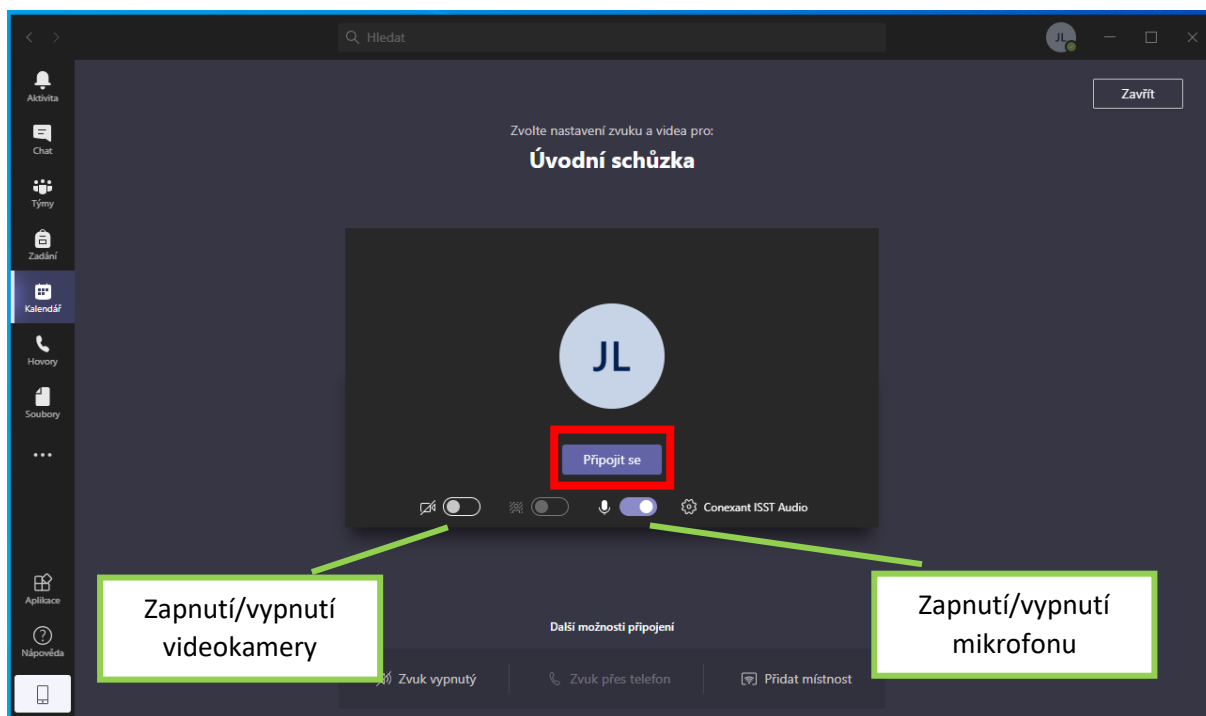 Hledat
JL
Aktivita
Chat
Týmy
Zadání
Kalendář
Hovory
Soubory
Aplikace
Nápověda
Zavřít
Zvolte nastavení zvuku a videa pro:
Úvodní schůzka
JL
Připojit se
Conexant ISST Audio
Zapnutí/vypnutí
videokamery
Zapnutí/vypnutí
mikrofonu
Další možnosti připojení
Zvuk vypnutý
Zvuk přes telefon
Přidat místnost